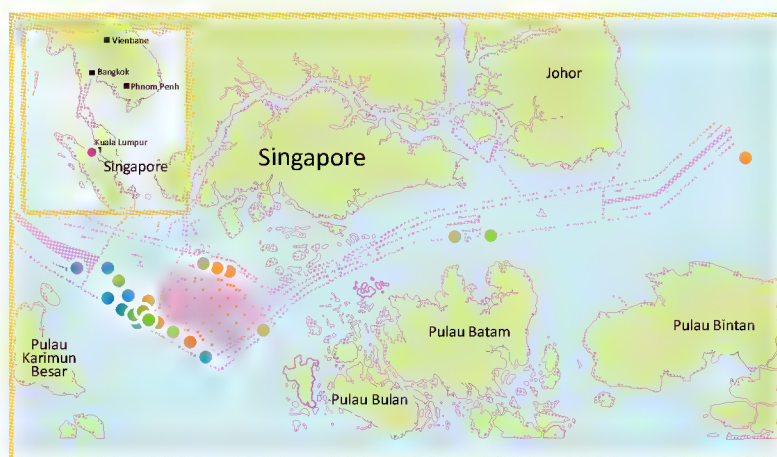 Vientiane
Bangkok
Phnom Penh
Kuala Lumpur
Singapore
Johor
Singapore
Pulau
Karimun
Besar
Pulau Batam
Pulau Bintan
Pulau Bulan